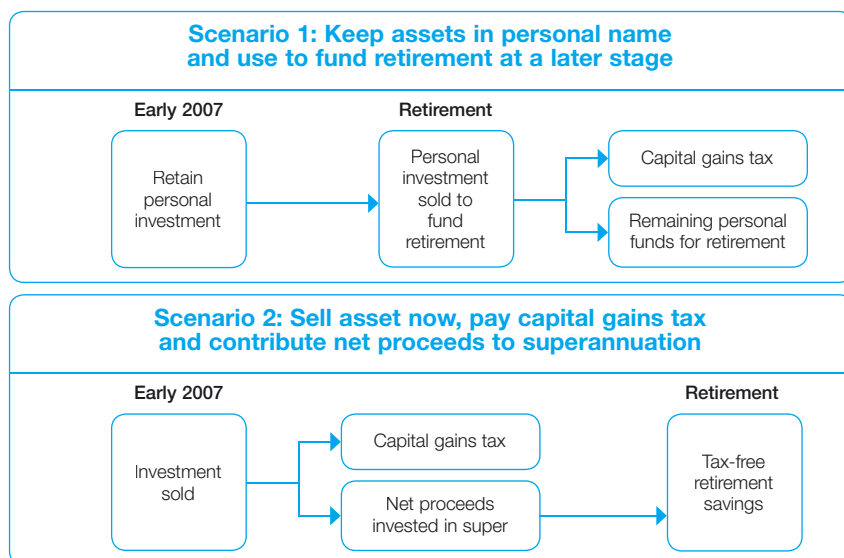 Scenario 1: Keep assets in personal name
and use to fund retirement at a later stage
Early 2007
Retirement
Retain
personal
investment
Personal
investment
sold to
fund
retirement
Capital gains tax
Remaining personal
funds for retirement
Scenario 2: Sell asset now, pay capital gains tax
and contribute net proceeds to superannuation
Early 2007
Retirement
Investment
sold
Capital gains tax
Net proceeds
invested in super
Tax-free
retirement
savings